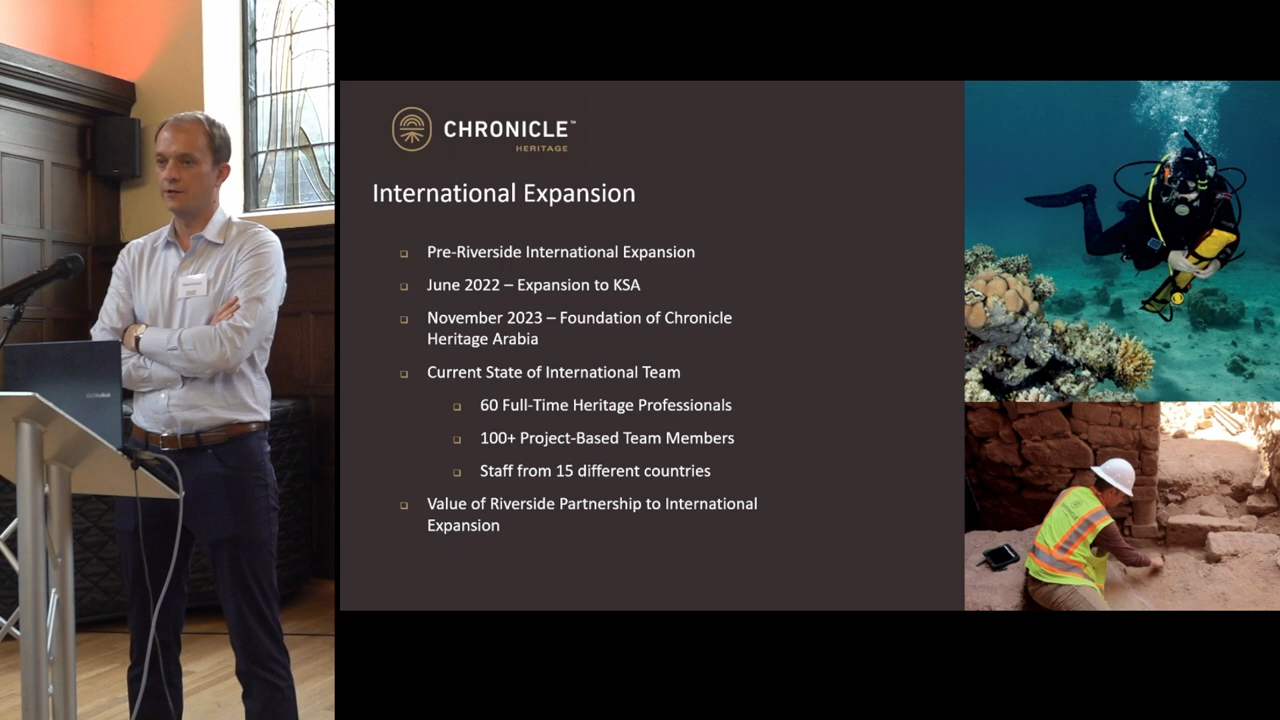 CHRONICLE™
HERITAGE
International Expansion
Pre-Riverside International Expansion
June 2022 – Expansion to KSA
November 2023 – Foundation of Chronicle
Heritage Arabia
Current State of International Team
60 Full-Time Heritage Professionals
100+ Project-Based Team Members
Staff from 15 different countries
Value of Riverside Partnership to International
Expansion
CHRONICLE